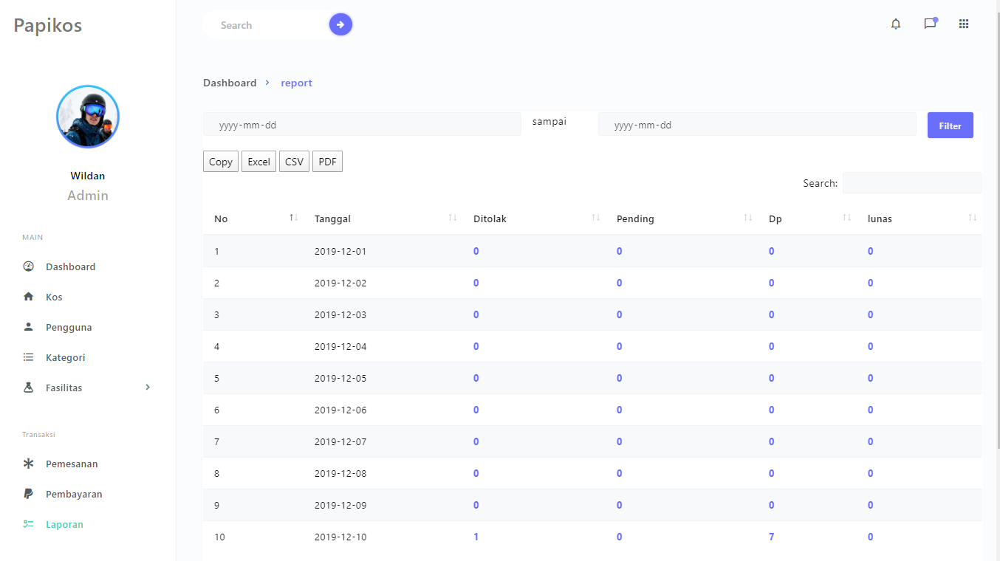 Papikos
Search
Wildan
Admin
MAIN
Dashboard
Kos
Pengguna
Kategori
Fasilitas
Transaksi
Pemesanan
Pembayaran
Laporan
Dashboard report
yyyy-mm-dd sampai yyyy-mm-dd Filter
Copy Excel CSV PDF
Search:
No Tanggal Ditolak Pending Dp lunas
1 2019-12-01 0 0 0 0
2 2019-12-02 0 0 0 0
3 2019-12-03 0 0 0 0
4 2019-12-04 0 0 0 0
5 2019-12-05 0 0 0 0
6 2019-12-06 0 0 0 0
7 2019-12-07 0 0 0 0
8 2019-12-08 0 0 0 0
9 2019-12-09 0 0 0 0
10 2019-12-10 1 0 7 0